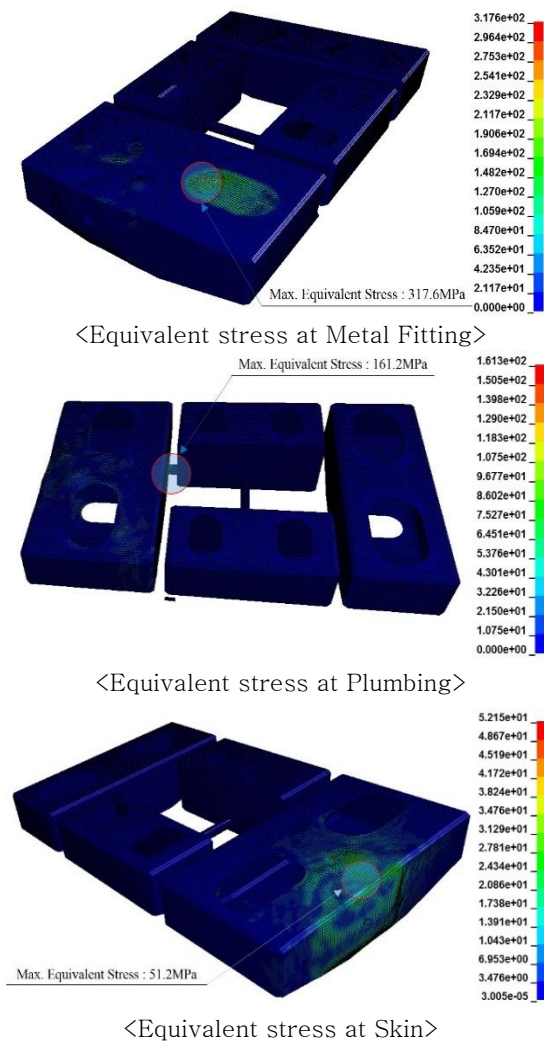 3.176e+02
2.964e+02
2.753e+02
2.541e+02
2.329e+02
2.117e+02
1.906e+02
1.694e+02
1.482e+02
1.270e+02
1.059e+02
8.470e+01
6.352e+01
4.235e+01
2.117e+01
0.000e+00
Max. Equivalent Stress : 317.6MPa
<Equivalent stress at Metal Fitting>
Max. Equivalent Stress : 161.2MPa
1.613e+02
1.505e+02
1.398e+02
1.290e+02
1.183e+02
1.075e+02
9.677e+01
8.602e+01
7.527e+01
6.451e+01
5.376e+01
4.301e+01
3.226e+01
2.150e+01
1.075e+01
0.000e+00
<Equivalent stress at Plumbing>
5.215e+01
4.867e+01
4.519e+01
4.172e+01
3.824e+01
3.476e+01
3.129e+01
2.781e+01
2.434e+01
2.086e+01
1.738e+01
1.391e+01
1.043e+01
6.953e+00
3.476e+00
3.005e-05
Max. Equivalent Stress : 51.2MPa
<Equivalent stress at Skin>